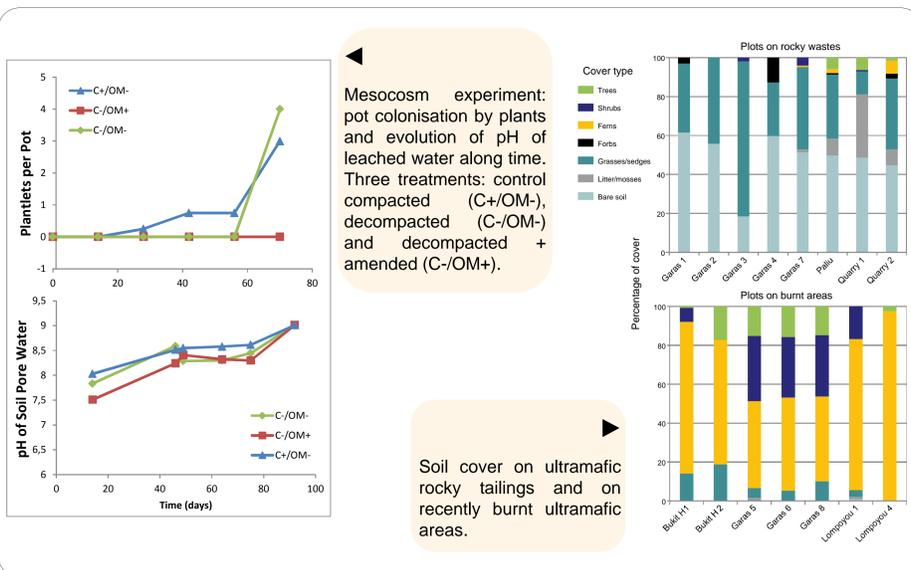 5
4
3
2
1
0
-1
Plantlets per Pot
C+/OM-
C-/OM+
C-/OM-
0 20 40 60 80
9,5
9
8,5
8
7,5
7
6,5
6
pH of Soil Pore Water
C-/OM-
C-/OM+
C+/OM-
0 20 40 60 80 100
Time (days)
Mesocosm experiment:
pot colonisation by plants
and evolution of pH of
leached water along time.
Three treatments: control
compacted (C+/OM-),
decompacted (C-/OM-)
and decompacted +
amended (C-/OM+).
Soil cover on ultramafic
rocky tailings and on
recently burnt ultramafic
areas.
Cover type
Trees
Shrubs
Ferns
Forbs
Grasses/sedges
Litter/mosses
Bare soil
Percentage of cover
Plots on rocky wastes
100
80
60
40
20
0
Garas 1 Garas 2 Garas 3 Garas 4 Garas 7 Paliu Quarry 1 Quarry 2
Plots on burnt areas
100
80
60
40
20
0
Bukit H1 Bukit H 2 Garas 5 Garas 6 Garas 8 Lompoyou 1 Lompoyou 4